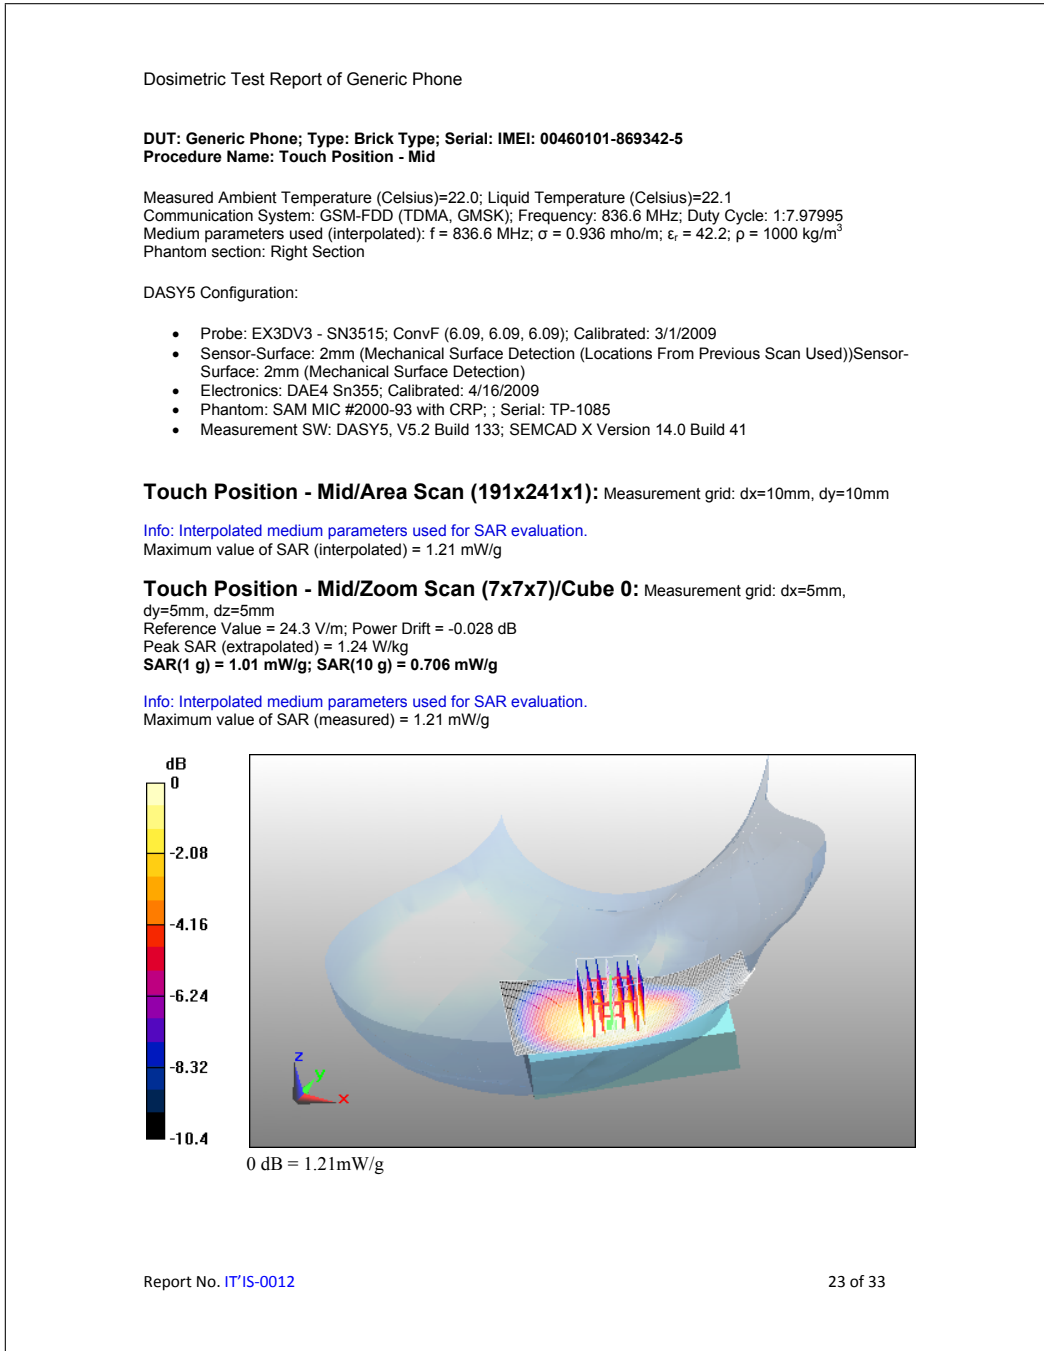 Dosimetric Test Report of Generic Phone
DUT: Generic Phone; Type: Brick Type; Serial: IMEI: 00460101-869342-5
Procedure Name: Touch Position - Mid
Measured Ambient Temperature (Celsius)=22.0; Liquid Temperature (Celsius)=22.1
Communication System: GSM-FDD (TDMA, GMSK); Frequency: 836.6 MHz; Duty Cycle: 1:7.97995
Medium parameters used (interpolated): f = 836.6 MHz; σ = 0.936 mho/m; εr = 42.2; ρ = 1000 kg/m³
Phantom section: Right Section
DASY5 Configuration:
• Probe: EX3DV3 - SN3515; ConvF (6.09, 6.09, 6.09); Calibrated: 3/1/2009
• Sensor-Surface: 2mm (Mechanical Surface Detection (Locations From Previous Scan Used))Sensor-
Surface: 2mm (Mechanical Surface Detection)
• Electronics: DAE4 Sn355; Calibrated: 4/16/2009
• Phantom: SAM MIC #2000-93 with CRP; ; Serial: TP-1085
• Measurement SW: DASY5, V5.2 Build 133; SEMCAD X Version 14.0 Build 41
Touch Position - Mid/Area Scan (191x241x1): Measurement grid: dx=10mm, dy=10mm
Info: Interpolated medium parameters used for SAR evaluation.
Maximum value of SAR (interpolated) = 1.21 mW/g
Touch Position - Mid/Zoom Scan (7x7x7)/Cube 0: Measurement grid: dx=5mm,
dy=5mm, dz=5mm
Reference Value = 24.3 V/m; Power Drift = -0.028 dB
Peak SAR (extrapolated) = 1.24 W/kg
SAR(1 g) = 1.01 mW/g; SAR(10 g) = 0.706 mW/g
Info: Interpolated medium parameters used for SAR evaluation.
Maximum value of SAR (measured) = 1.21 mW/g
dB
0
-2.08
-4.16
-6.24
-8.32
-10.4
z
y
x
0 dB = 1.21mW/g
Report No. IT'IS-0012
23 of 33